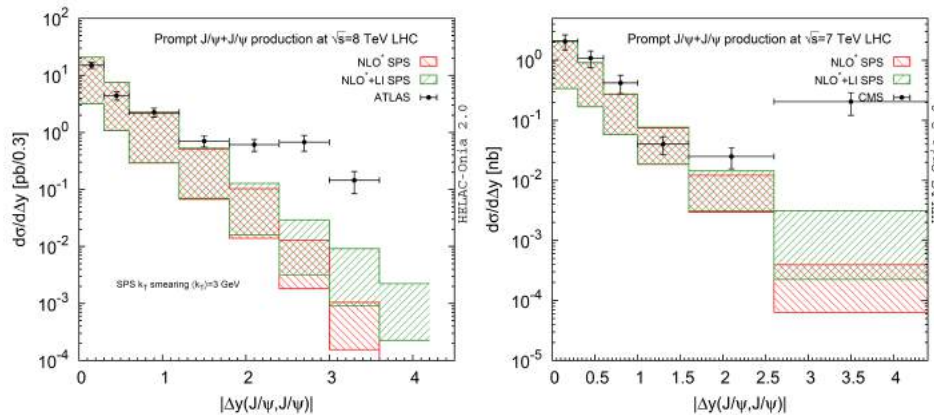 Prompt J/ψ+J/ψ production at √s=8 TeV LHC
NLO* SPS
NLO*+LI SPS
ATLAS
SPS k_T smearing ⟨k_T⟩=3 GeV
dσ/dΔy [pb/0.3]
10²
10¹
10⁰
10⁻¹
10⁻²
10⁻³
10⁻⁴
0 1 2 3 4
|Δy(J/ψ,J/ψ)|
HELAC-Onia 2.0
Prompt J/ψ+J/ψ production at √s=7 TeV LHC
NLO* SPS
NLO*+LI SPS
CMS
dσ/dΔy [nb]
10⁰
10⁻¹
10⁻²
10⁻³
10⁻⁴
10⁻⁵
0 0.5 1 1.5 2 2.5 3 3.5 4
|Δy(J/ψ,J/ψ)|